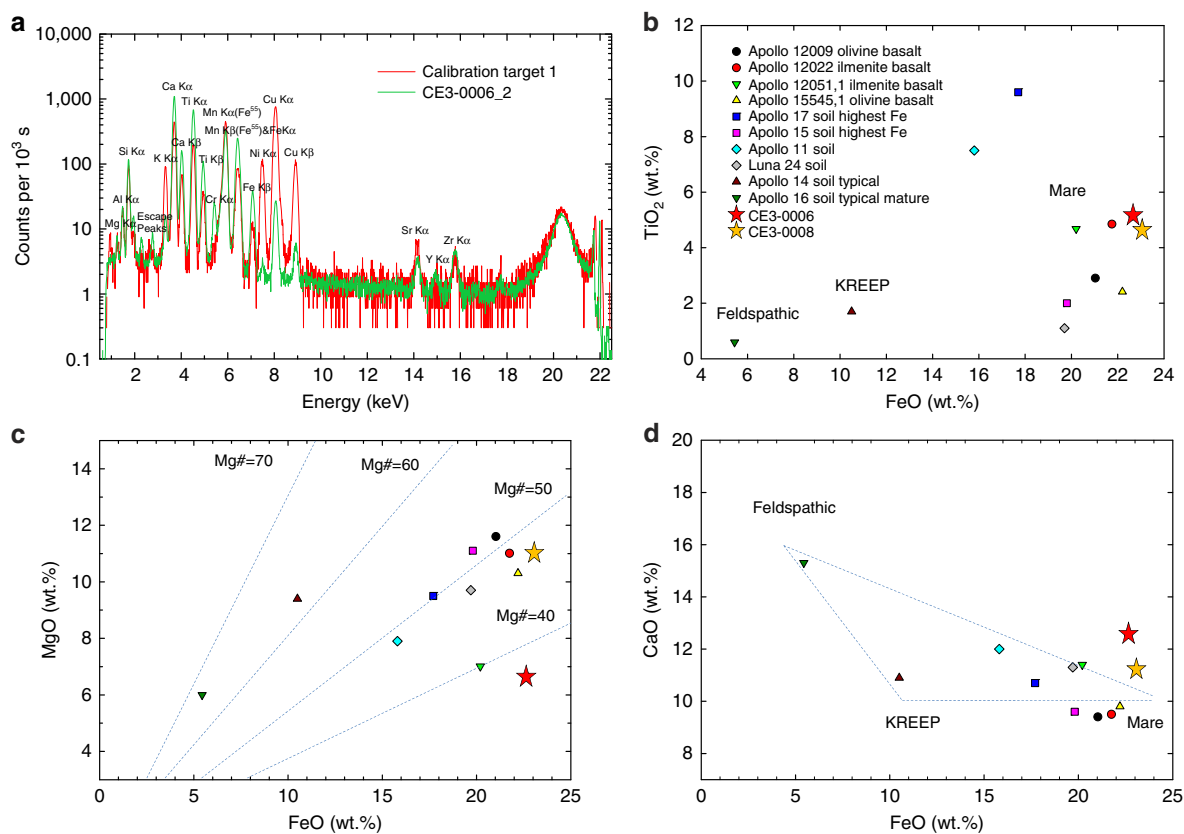 a
10,000
1,000
100
10
1
0.1
Counts per 10³ s
2 4 6 8 10 12 14 16 18 20 22
Energy (keV)
Calibration target 1
CE3-0006_2
Ca Kα
Ti Kα
Mn Kα(Fe⁵⁵)
Cu Kα
Mn Kβ(Fe⁵⁵)&FeKα
Ca Kβ
Si Kα
K Kα
Ti Kβ
Ni Kα
Cu Kβ
Al Kα
Fe Kβ
Cr Kα
Mg Kα
Escape
Peaks
Sr Kα
Y Kα
Zr Kα
b
12
10
8
6
4
2
0
TiO₂ (wt.%)
4 6 8 10 12 14 16 18 20 22 24
FeO (wt.%)
Apollo 12009 olivine basalt
Apollo 12022 ilmenite basalt
Apollo 12051,1 ilmenite basalt
Apollo 15545,1 olivine basalt
Apollo 17 soil highest Fe
Apollo 15 soil highest Fe
Apollo 11 soil
Luna 24 soil
Apollo 14 soil typical
Apollo 16 soil typical mature
CE3-0006
CE3-0008
Mare
KREEP
Feldspathic
c
15
14
12
10
8
6
4
MgO (wt.%)
0 5 10 15 20 25
FeO (wt.%)
Mg#=70
Mg#=60
Mg#=50
Mg#=40
d
20
18
16
14
12
10
8
CaO (wt.%)
0 5 10 15 20 25
FeO (wt.%)
Feldspathic
KREEP
Mare